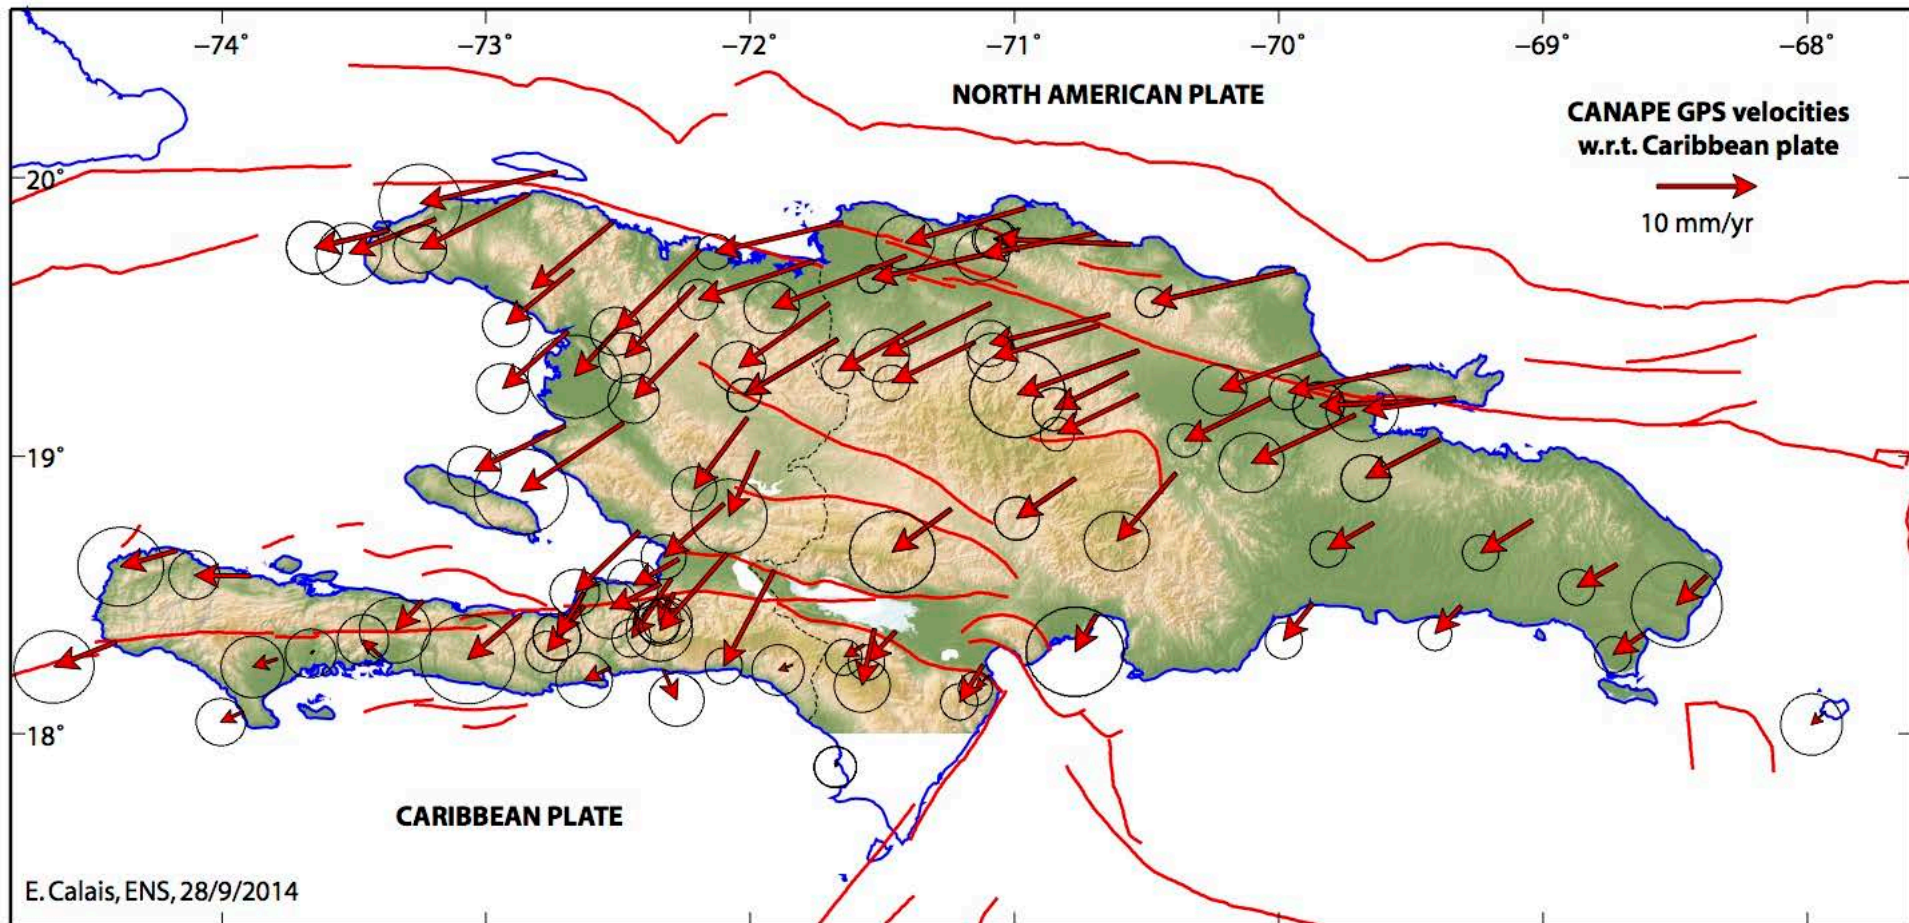 −74˚ −73˚ −72˚ −71˚ −70˚ −69˚ −68˚
NORTH AMERICAN PLATE
CANAPE GPS velocities
w.r.t. Caribbean plate
10 mm/yr
20˚
19˚
18˚
CARIBBEAN PLATE
E. Calais, ENS, 28/9/2014